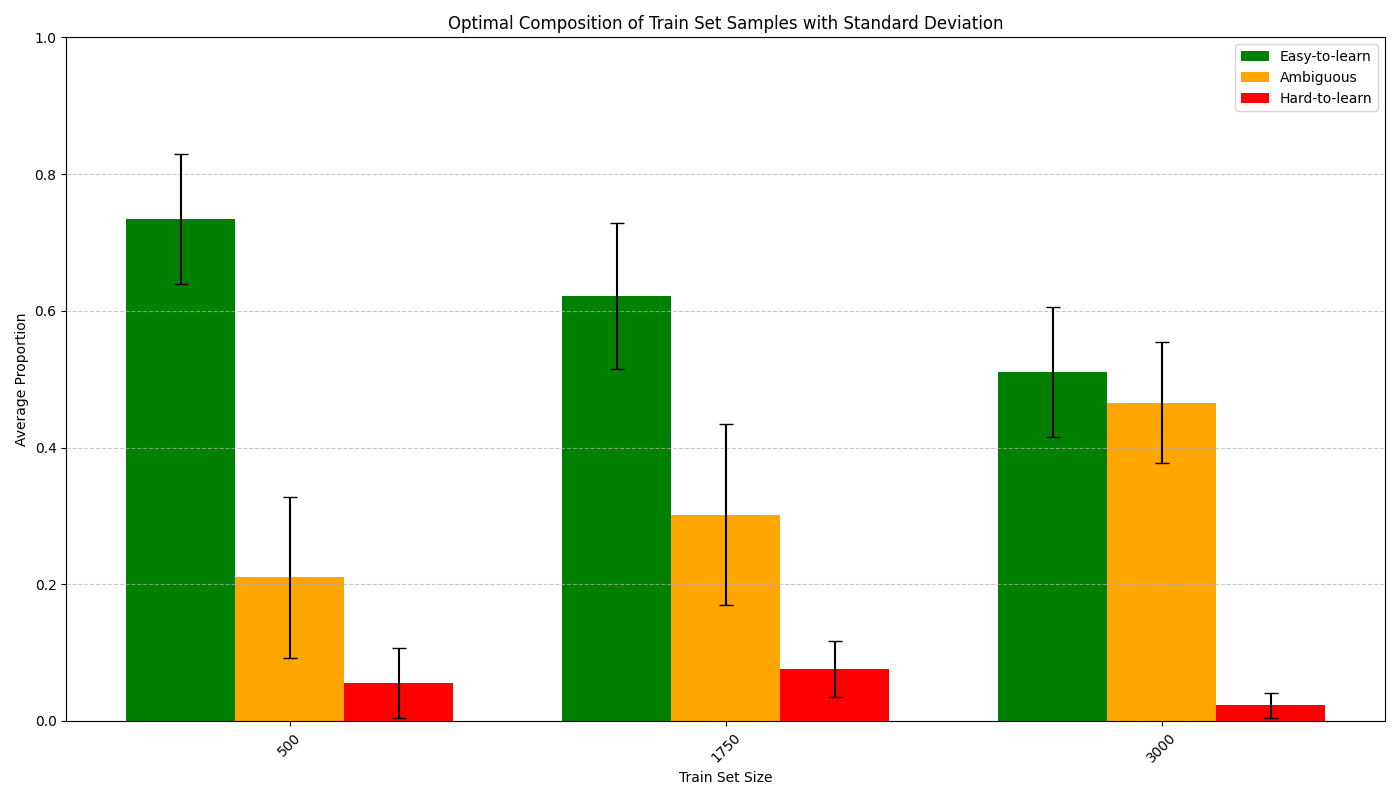 Optimal Composition of Train Set Samples with Standard Deviation
Easy-to-learn
Ambiguous
Hard-to-learn
Average Proportion
1.0
0.8
0.6
0.4
0.2
0.0
500
1750
3000
Train Set Size